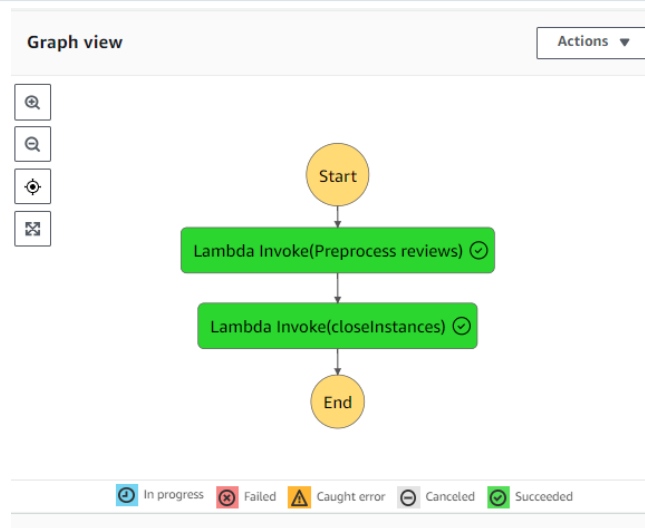 Graph view
Actions
Start
Lambda Invoke(Preprocess reviews)
Lambda Invoke(closeInstances)
End
In progress Failed Caught error Canceled Succeeded